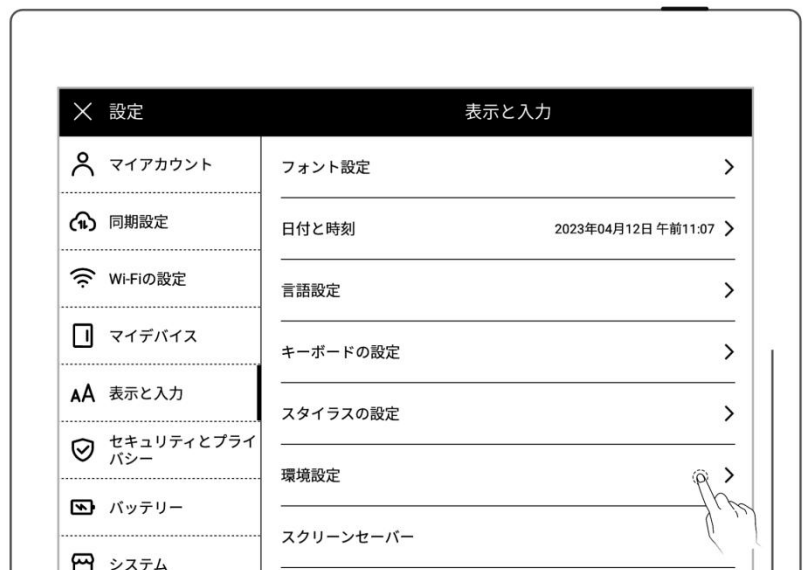 設定
表示と入力
マイアカウント
同期設定
Wi-Fiの設定
マイデバイス
表示と入力
セキュリティとプライ
バシー
バッテリー
システム
フォント設定
日付と時刻 2023年04月12日 午前11:07
言語設定
キーボードの設定
スタイラスの設定
環境設定
スクリーンセーバー